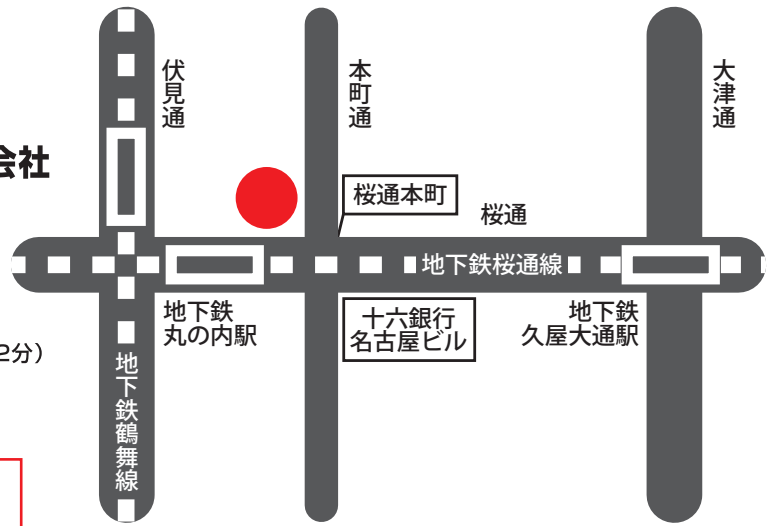 伏見通
本町通
大津通
会社
桜通本町
桜通
地下鉄桜通線
地下鉄
丸の内駅
十六銀行
名古屋ビル
地下鉄
久屋大通駅
2分）
地下鉄鶴舞線